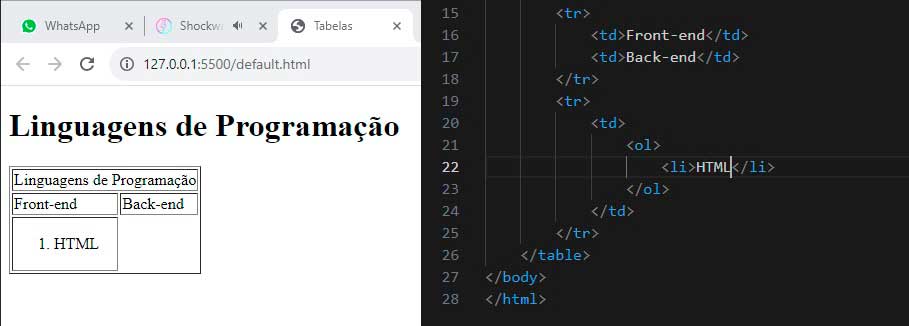 WhatsApp
Shockwa
Tabelas
127.0.0.1:5500/default.html
Linguagens de Programação
Linguagens de Programação
Front-end Back-end
1. HTML
15 <tr>
16 <td>Front-end</td>
17 <td>Back-end</td>
18 </tr>
19 <tr>
20 <td>
21 <ol>
22 <li>HTML</li>
23 </ol>
24 </td>
25 </tr>
26 </table>
27 </body>
28 </html>